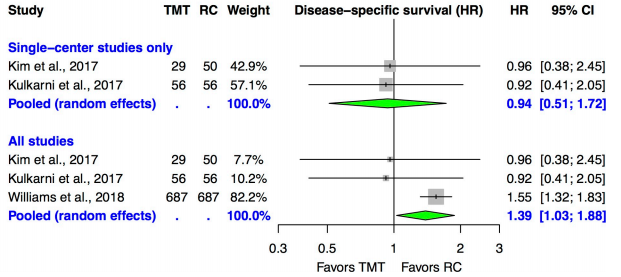 Study TMT RC Weight Disease−specific survival (HR) HR 95% CI
Single−center studies only
Kim et al., 2017 29 50 42.9% 0.96 [0.38; 2.45]
Kulkarni et al., 2017 56 56 57.1% 0.92 [0.41; 2.05]
Pooled (random effects) . . 100.0% 0.94 [0.51; 1.72]
All studies
Kim et al., 2017 29 50 7.7% 0.96 [0.38; 2.45]
Kulkarni et al., 2017 56 56 10.2% 0.92 [0.41; 2.05]
Williams et al., 2018 687 687 82.2% 1.55 [1.32; 1.83]
Pooled (random effects) . . 100.0% 1.39 [1.03; 1.88]
0.3 0.5 1 2 3
Favors TMT Favors RC